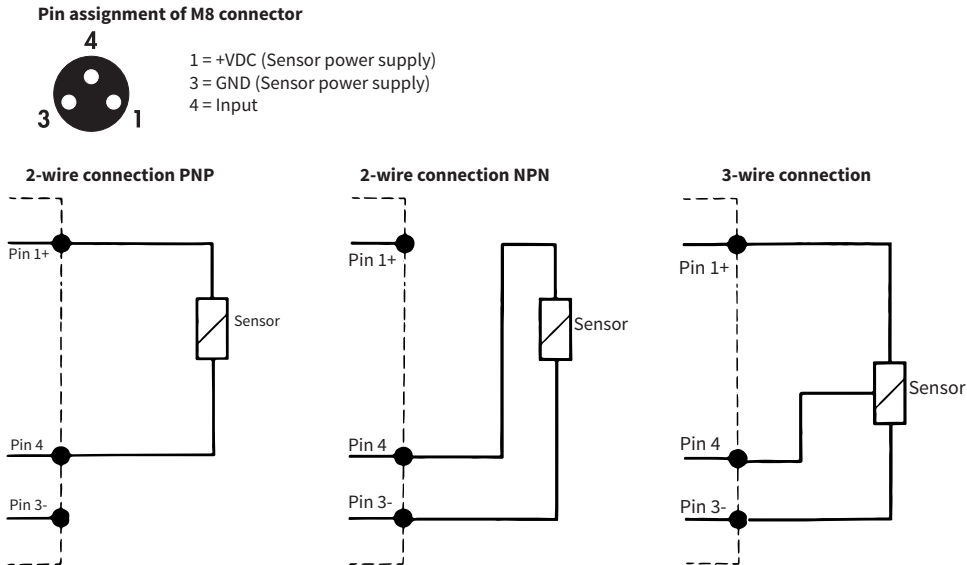 Pin assignment of M8 connector
4
3
1
1 = +VDC (Sensor power supply)
3 = GND (Sensor power supply)
4 = Input
2-wire connection PNP
Pin 1+
Sensor
Pin 4
Pin 3-
2-wire connection NPN
Pin 1+
Sensor
Pin 4
Pin 3-
3-wire connection
Pin 1+
Sensor
Pin 4
Pin 3-